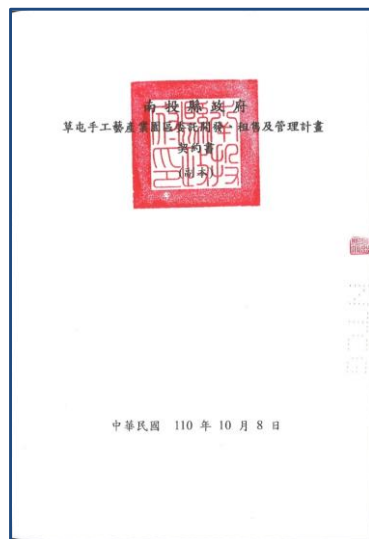 南投縣政府
草屯手工藝產業園區委託開發、租售及管理計畫
契約書
(副本)
中華民國 110 年 10 月 8 日